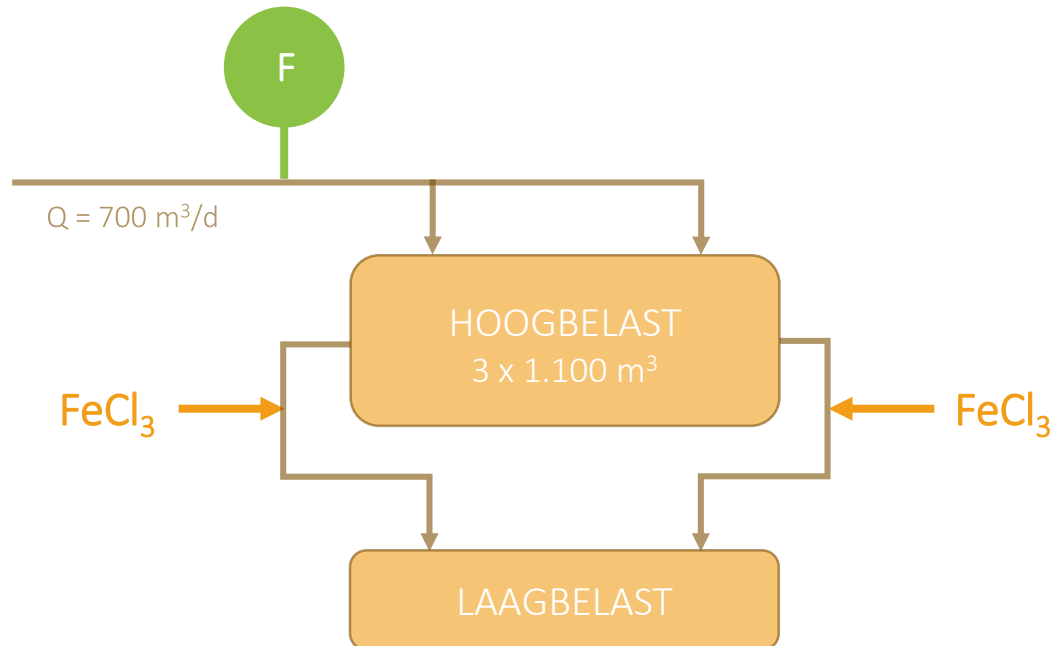 F
Q = 700 m³/d
HOOGBELAST
3 x 1.100 m³
FeCl₃
FeCl₃
LAAGBELAST